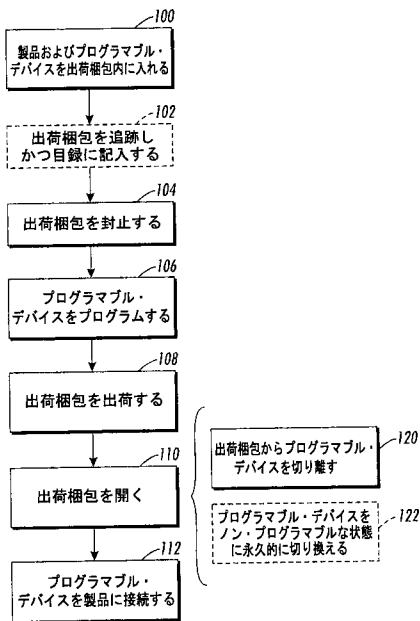 100
製品およびプログラマブル・
デバイスを出荷梱包内に入れる
102
出荷梱包を追跡し
かつ目録に記入する
104
出荷梱包を封止する
106
プログラマブル・
デバイスをプログラムする
108
出荷梱包を出荷する
110
出荷梱包を開く
120
出荷梱包からプログラマブル・
デバイスを切り離す
122
プログラマブル・デバイスを
ノン・プログラマブルな状態
に永久的に切り換える
112
プログラマブル・
デバイスを製品に接続する